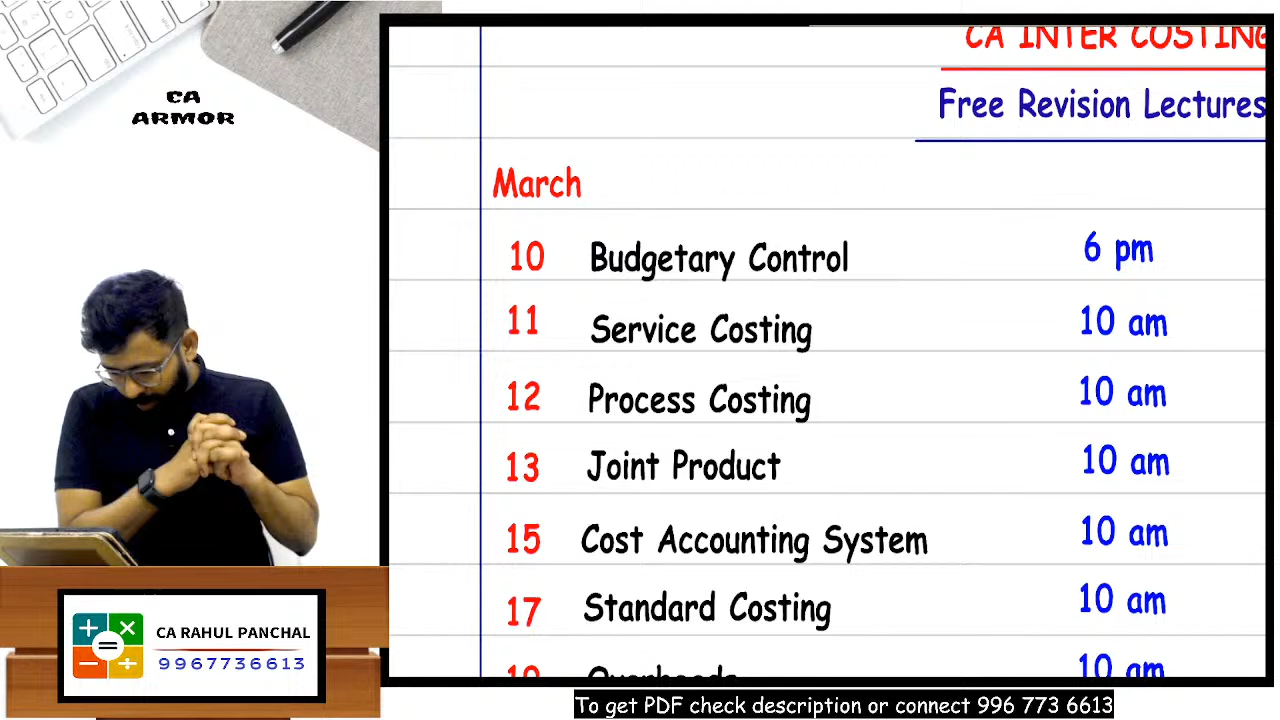 CA
ARMOR
CA INTER COSTING
Free Revision Lectures
March
10 Budgetary Control 6 pm
11 Service Costing 10 am
12 Process Costing 10 am
13 Joint Product 10 am
15 Cost Accounting System 10 am
17 Standard Costing 10 am
Overheads 10 am
CA RAHUL PANCHAL
9967736613
To get PDF check description or connect 996 773 6613